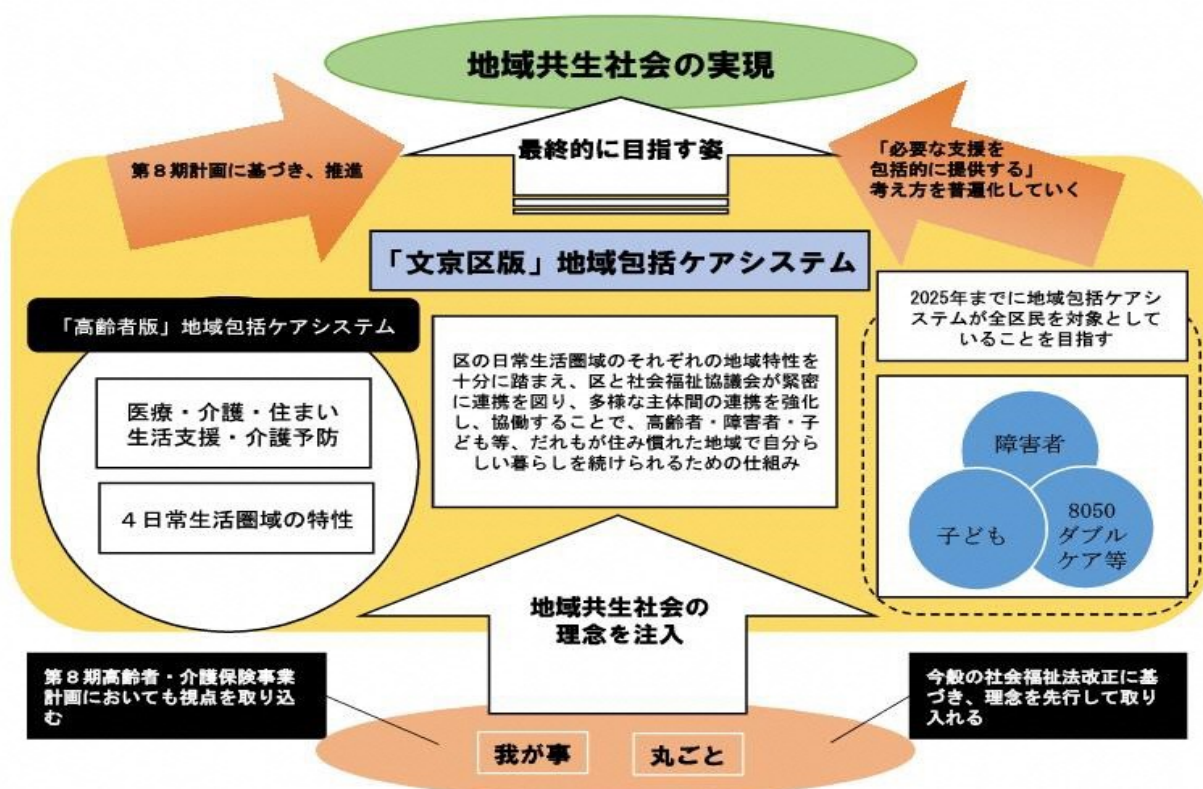 地域共生社会の実現
最終的に目指す姿
第8期計画に基づき、推進
「必要な支援を
包括的に提供する」
考え方を普遍化していく
「文京区版」地域包括ケアシステム
「高齢者版」地域包括ケアシステム
医療・介護・住まい
生活支援・介護予防
4日常生活圏域の特性
区の日常生活圏域のそれぞれの地域特性を
十分に踏まえ、区と社会福祉協議会が緊密
に連携を図り、多様な主体間の連携を強化
し、協働することで、高齢者・障害者・子
ども等、だれもが住み慣れた地域で自分ら
しい暮らしを続けられるための仕組み
2025年までに地域包括ケアシ
ステムが全区民を対象として
いることを目指す
障害者
子ども
8050
ダブル
ケア等
地域共生社会の
理念を注入
第8期高齢者・介護保険事業
計画においても視点を取り込
む
今般の社会福祉法改正に基
づき、理念を先行して取り
入れる
我が事
丸ごと